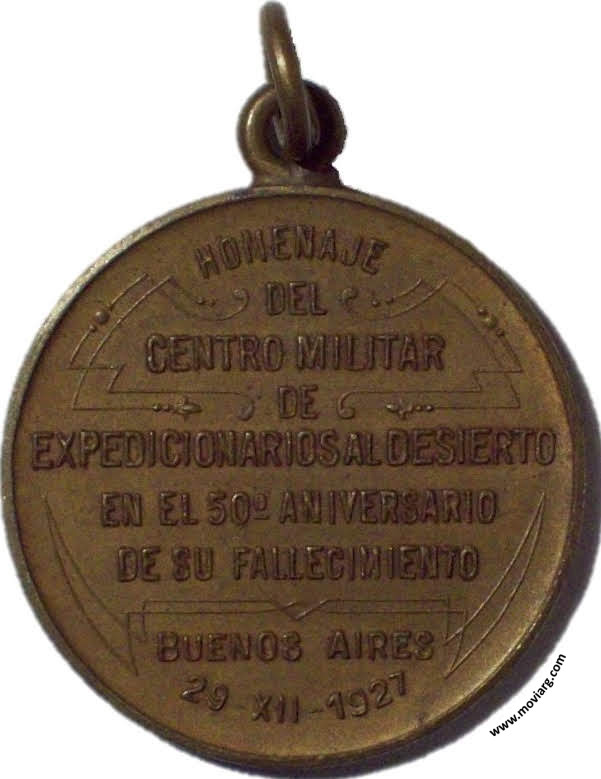 HOMENAJE
DEL
CENTRO MILITAR
DE
EXPEDICIONARIOS AL DESIERTO
EN EL 50º ANIVERSARIO
DE SU FALLECIMIENTO
BUENOS AIRES
29-XII-1927
www.moviarg.com